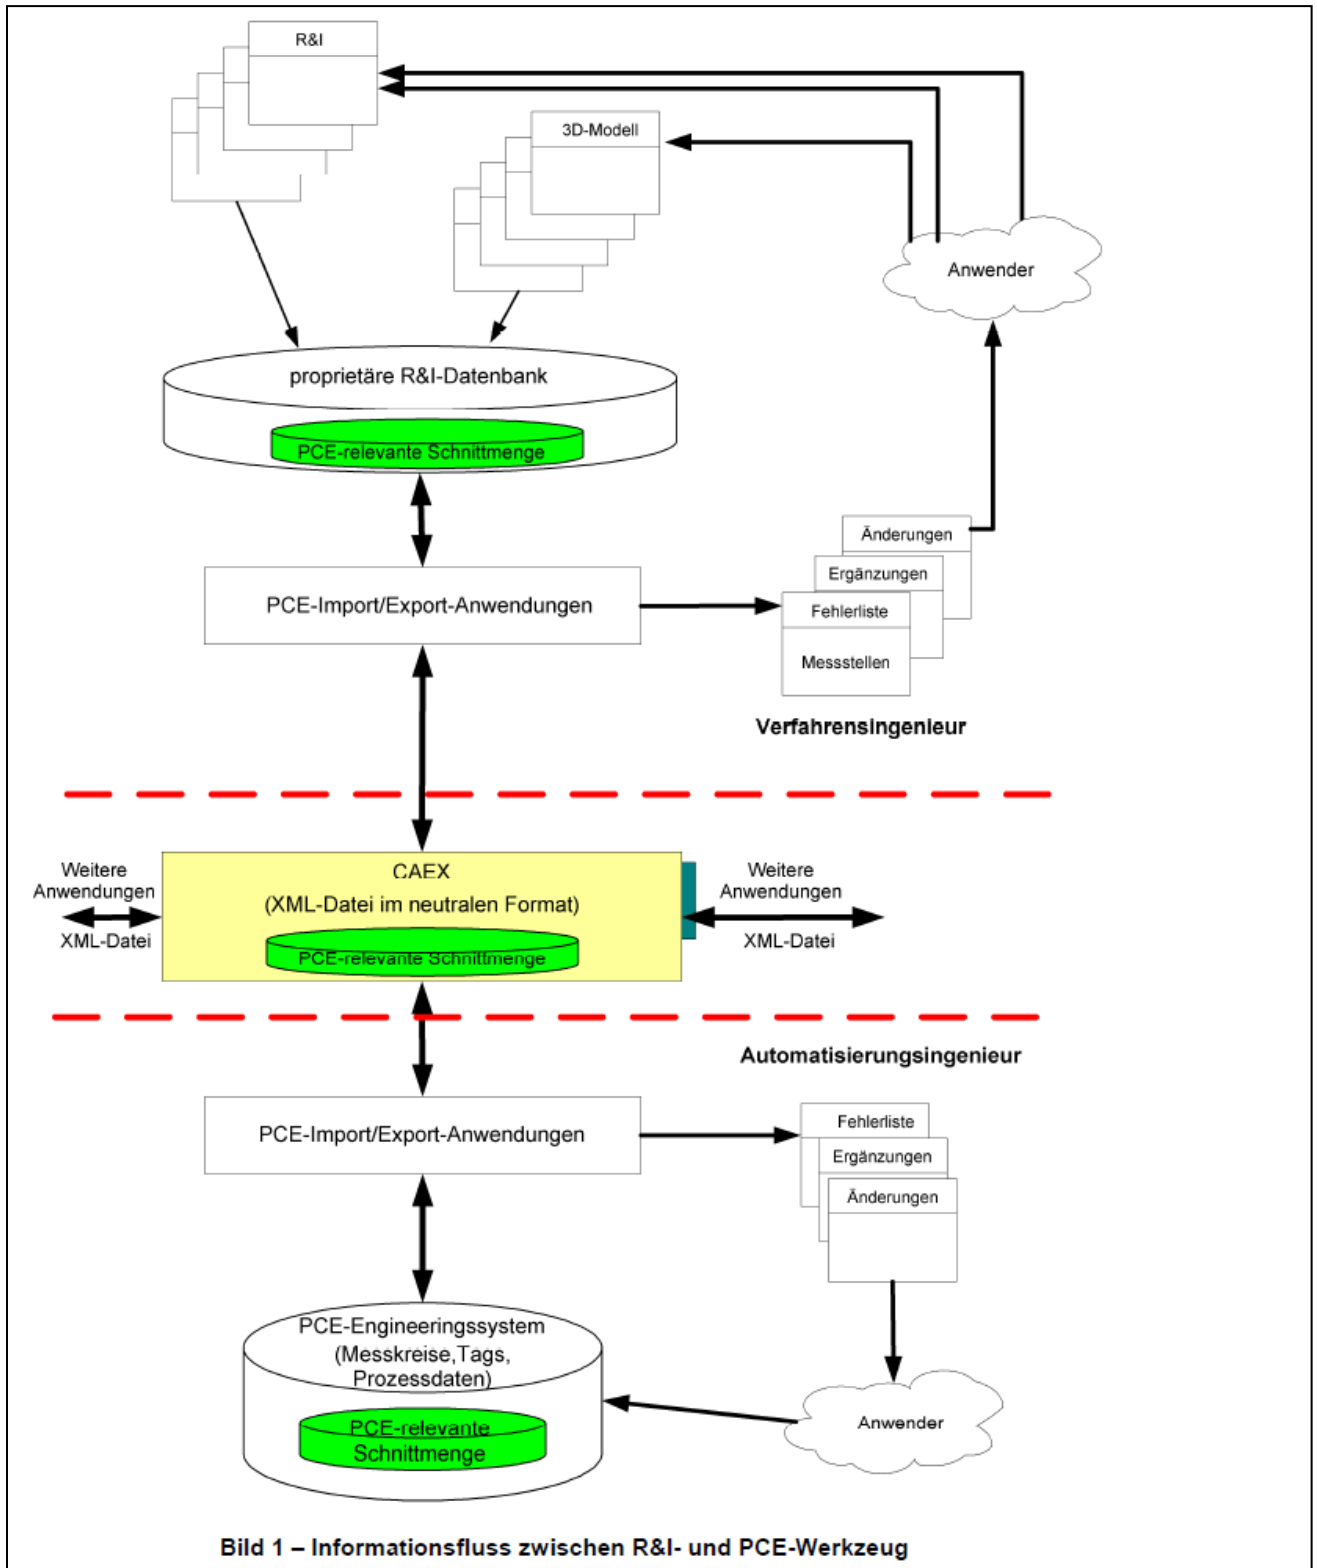 R&I
3D-Modell
Anwender
proprietäre R&I-Datenbank
PCE-relevante Schnittmenge
Änderungen
Ergänzungen
Fehlerliste
Messstellen
PCE-Import/Export-Anwendungen
Verfahrensingenieur
Weitere
Anwendungen
XML-Datei
CAEX
(XML-Datei im neutralen Format)
PCE-relevante Schnittmenge
Weitere
Anwendungen
XML-Datei
Automatisierungsingenieur
PCE-Import/Export-Anwendungen
Fehlerliste
Ergänzungen
Änderungen
PCE-Engineeringssystem
(Messkreise,Tags,
Prozessdaten)
PCE-relevante
Schnittmenge
Anwender
Bild 1 – Informationsfluss zwischen R&I- und PCE-Werkzeug